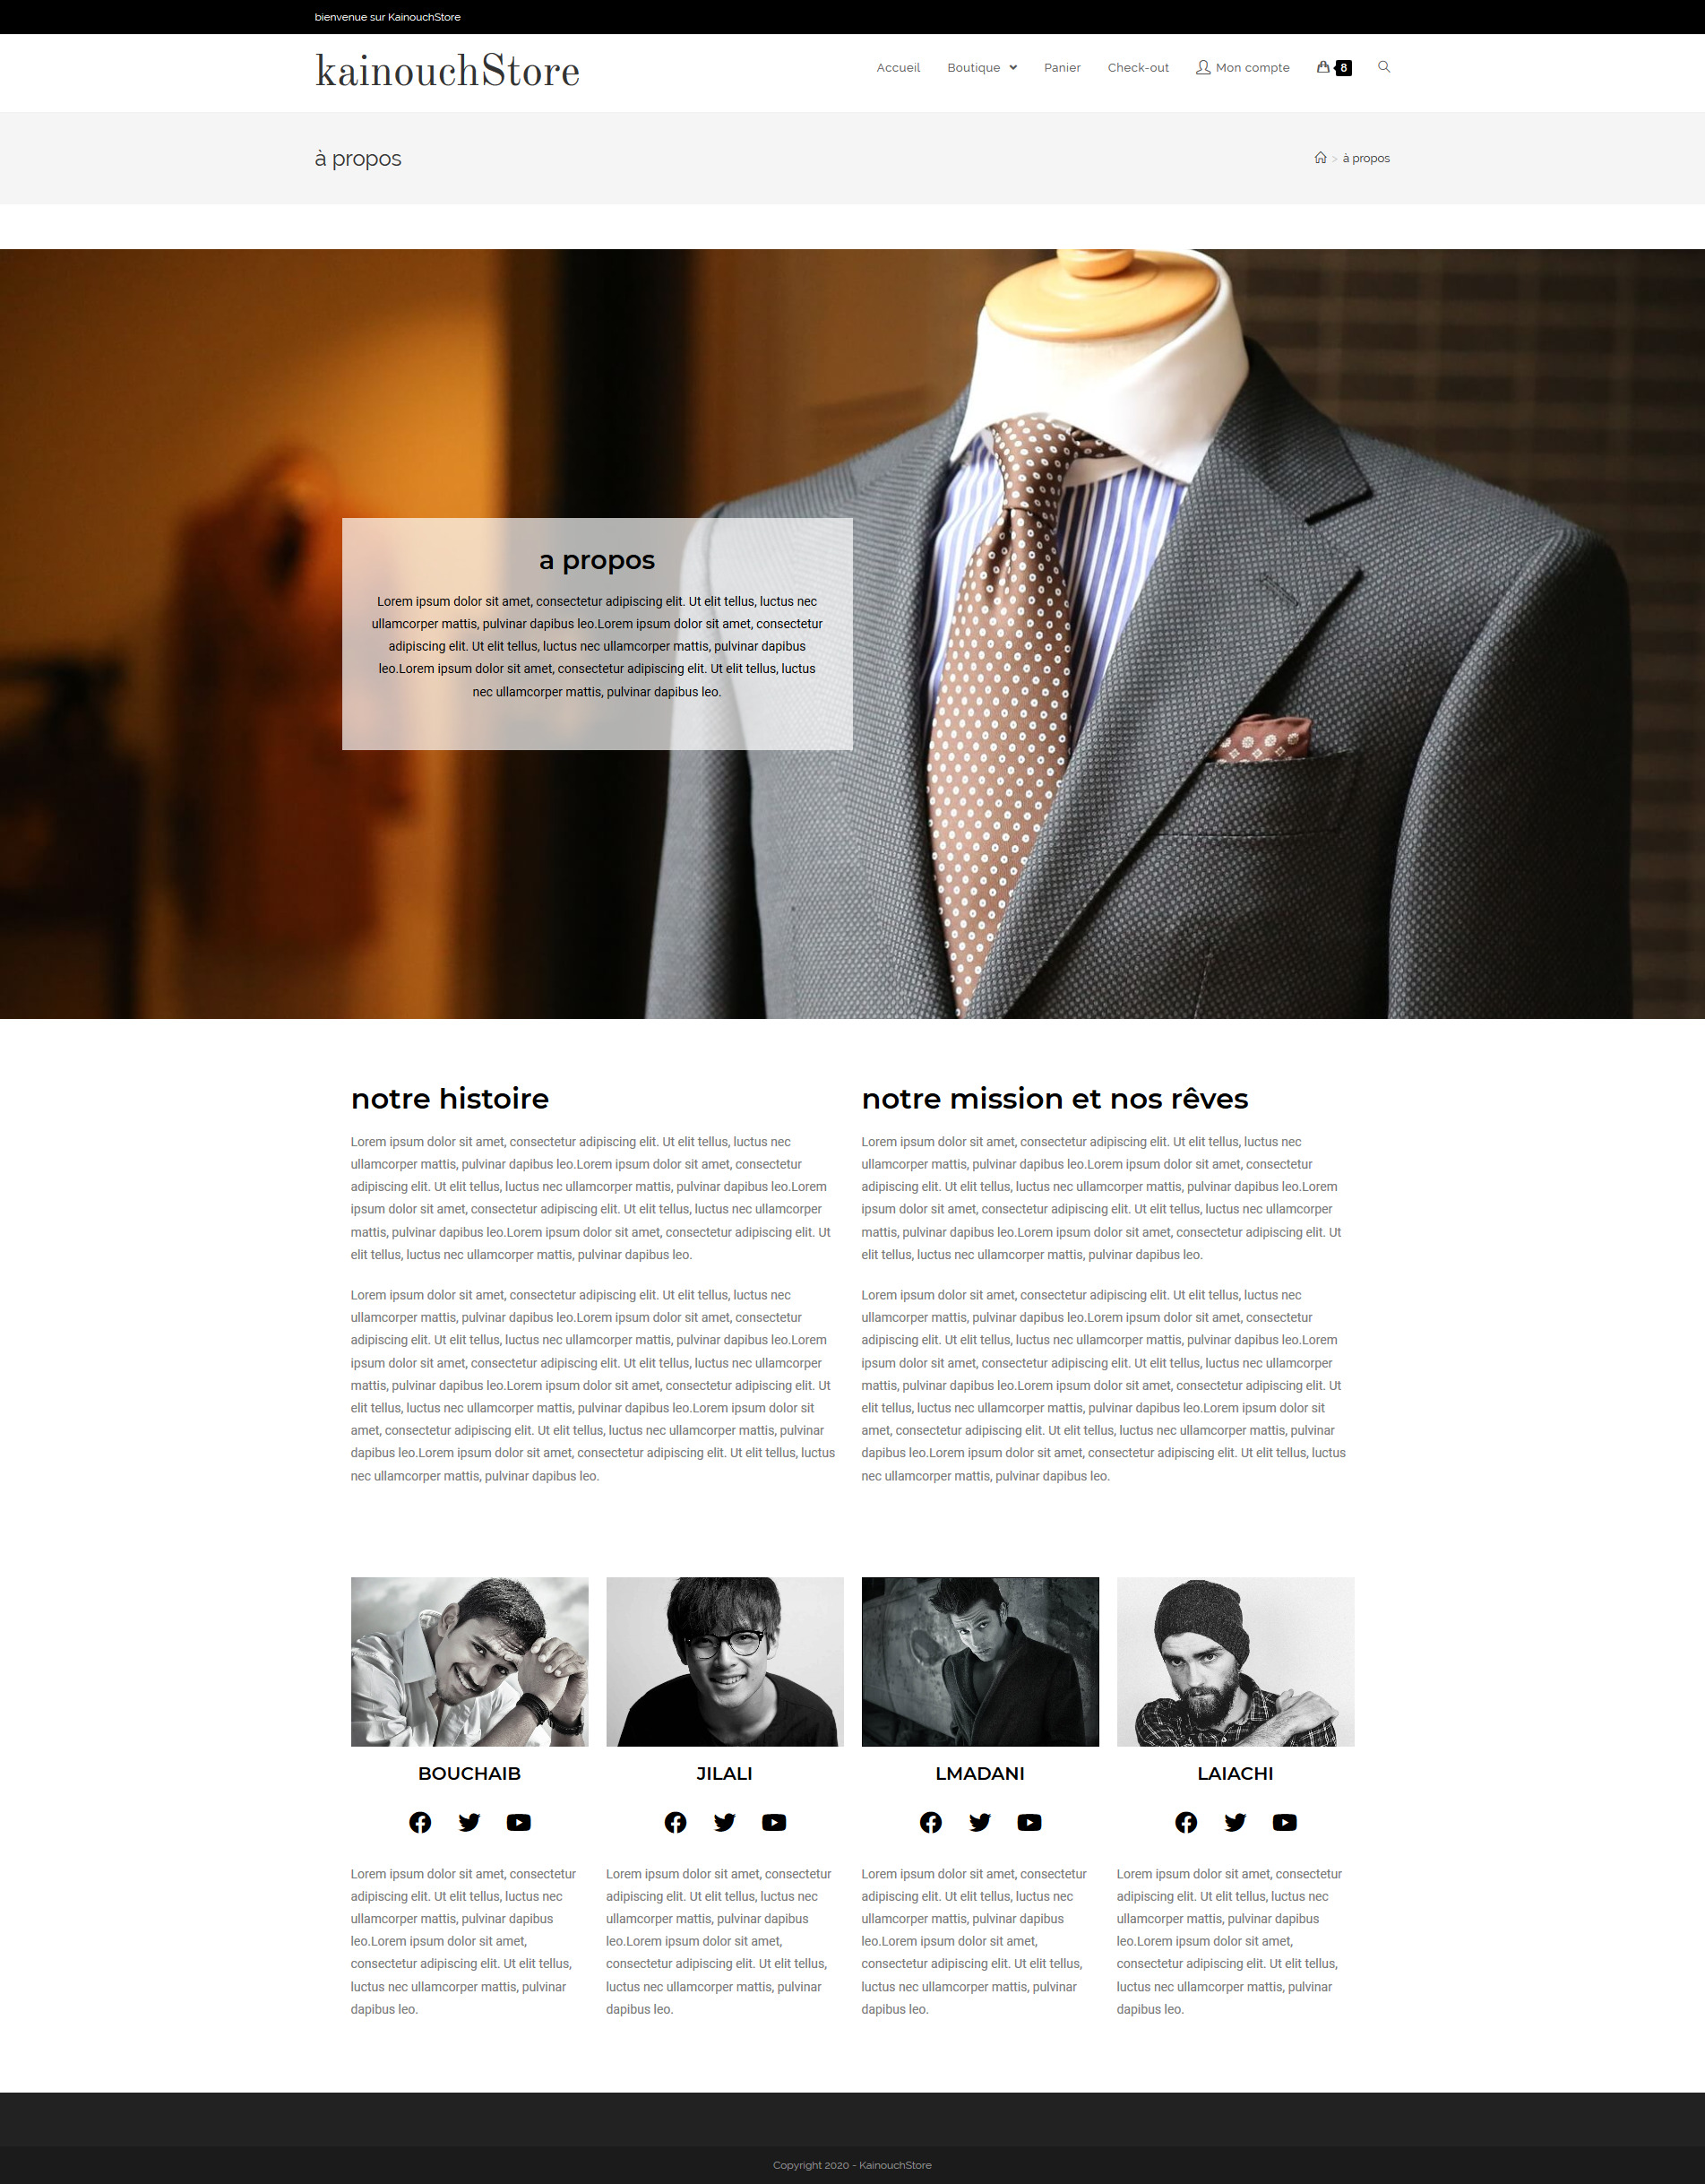 bienvenue sur KainouchStore
kainouchStore
Accueil Boutique Panier Check-out Mon compte 8
à propos
> à propos
a propos
Lorem ipsum dolor sit amet, consectetur adipiscing elit. Ut elit tellus, luctus nec
ullamcorper mattis, pulvinar dapibus leo.Lorem ipsum dolor sit amet, consectetur
adipiscing elit. Ut elit tellus, luctus nec ullamcorper mattis, pulvinar dapibus
leo.Lorem ipsum dolor sit amet, consectetur adipiscing elit. Ut elit tellus, luctus
nec ullamcorper mattis, pulvinar dapibus leo.
notre histoire
Lorem ipsum dolor sit amet, consectetur adipiscing elit. Ut elit tellus, luctus nec
ullamcorper mattis, pulvinar dapibus leo.Lorem ipsum dolor sit amet, consectetur
adipiscing elit. Ut elit tellus, luctus nec ullamcorper mattis, pulvinar dapibus leo.Lorem
ipsum dolor sit amet, consectetur adipiscing elit. Ut elit tellus, luctus nec ullamcorper
mattis, pulvinar dapibus leo.Lorem ipsum dolor sit amet, consectetur adipiscing elit. Ut
elit tellus, luctus nec ullamcorper mattis, pulvinar dapibus leo.
Lorem ipsum dolor sit amet, consectetur adipiscing elit. Ut elit tellus, luctus nec
ullamcorper mattis, pulvinar dapibus leo.Lorem ipsum dolor sit amet, consectetur
adipiscing elit. Ut elit tellus, luctus nec ullamcorper mattis, pulvinar dapibus leo.Lorem
ipsum dolor sit amet, consectetur adipiscing elit. Ut elit tellus, luctus nec ullamcorper
mattis, pulvinar dapibus leo.Lorem ipsum dolor sit amet, consectetur adipiscing elit. Ut
elit tellus, luctus nec ullamcorper mattis, pulvinar dapibus leo.Lorem ipsum dolor sit
amet, consectetur adipiscing elit. Ut elit tellus, luctus nec ullamcorper mattis, pulvinar
dapibus leo.Lorem ipsum dolor sit amet, consectetur adipiscing elit. Ut elit tellus, luctus
nec ullamcorper mattis, pulvinar dapibus leo.
notre mission et nos rêves
Lorem ipsum dolor sit amet, consectetur adipiscing elit. Ut elit tellus, luctus nec
ullamcorper mattis, pulvinar dapibus leo.Lorem ipsum dolor sit amet, consectetur
adipiscing elit. Ut elit tellus, luctus nec ullamcorper mattis, pulvinar dapibus leo.Lorem
ipsum dolor sit amet, consectetur adipiscing elit. Ut elit tellus, luctus nec ullamcorper
mattis, pulvinar dapibus leo.Lorem ipsum dolor sit amet, consectetur adipiscing elit. Ut
elit tellus, luctus nec ullamcorper mattis, pulvinar dapibus leo.
Lorem ipsum dolor sit amet, consectetur adipiscing elit. Ut elit tellus, luctus nec
ullamcorper mattis, pulvinar dapibus leo.Lorem ipsum dolor sit amet, consectetur
adipiscing elit. Ut elit tellus, luctus nec ullamcorper mattis, pulvinar dapibus leo.Lorem
ipsum dolor sit amet, consectetur adipiscing elit. Ut elit tellus, luctus nec ullamcorper
mattis, pulvinar dapibus leo.Lorem ipsum dolor sit amet, consectetur adipiscing elit. Ut
elit tellus, luctus nec ullamcorper mattis, pulvinar dapibus leo.Lorem ipsum dolor sit
amet, consectetur adipiscing elit. Ut elit tellus, luctus nec ullamcorper mattis, pulvinar
dapibus leo.Lorem ipsum dolor sit amet, consectetur adipiscing elit. Ut elit tellus, luctus
nec ullamcorper mattis, pulvinar dapibus leo.
BOUCHAIB
Lorem ipsum dolor sit amet, consectetur
adipiscing elit. Ut elit tellus, luctus nec
ullamcorper mattis, pulvinar dapibus
leo.Lorem ipsum dolor sit amet,
consectetur adipiscing elit. Ut elit tellus,
luctus nec ullamcorper mattis, pulvinar
dapibus leo.
JILALI
Lorem ipsum dolor sit amet, consectetur
adipiscing elit. Ut elit tellus, luctus nec
ullamcorper mattis, pulvinar dapibus
leo.Lorem ipsum dolor sit amet,
consectetur adipiscing elit. Ut elit tellus,
luctus nec ullamcorper mattis, pulvinar
dapibus leo.
LMADANI
Lorem ipsum dolor sit amet, consectetur
adipiscing elit. Ut elit tellus, luctus nec
ullamcorper mattis, pulvinar dapibus
leo.Lorem ipsum dolor sit amet,
consectetur adipiscing elit. Ut elit tellus,
luctus nec ullamcorper mattis, pulvinar
dapibus leo.
LAIACHI
Lorem ipsum dolor sit amet, consectetur
adipiscing elit. Ut elit tellus, luctus nec
ullamcorper mattis, pulvinar dapibus
leo.Lorem ipsum dolor sit amet,
consectetur adipiscing elit. Ut elit tellus,
luctus nec ullamcorper mattis, pulvinar
dapibus leo.
Copyright 2020 - KainouchStore